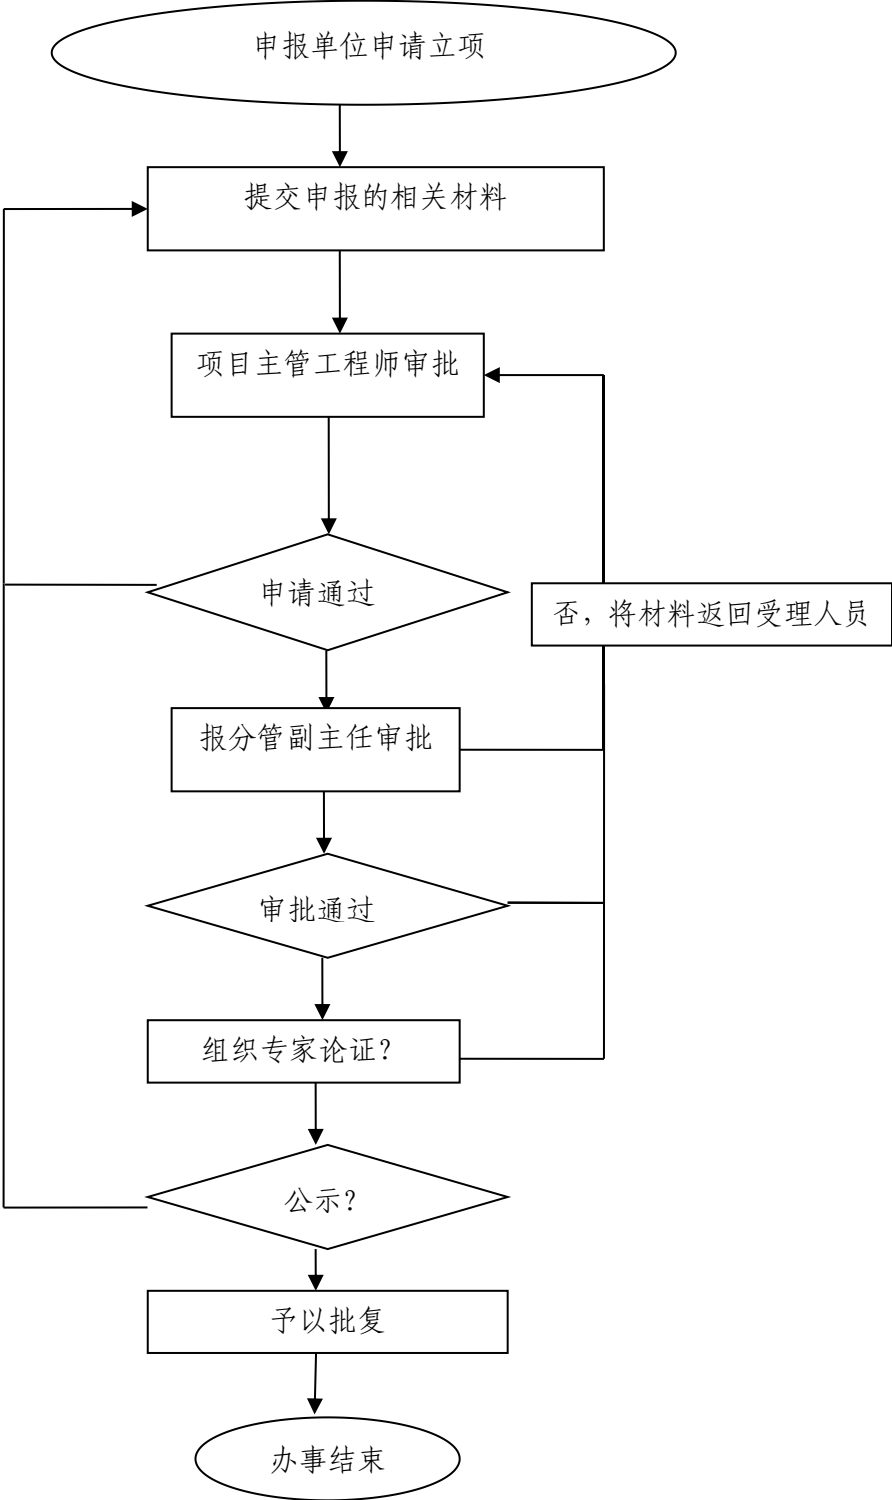 申报单位申请立项
提交申报的相关材料
项目主管工程师审批
申请通过
否，将材料返回受理人员
报分管副主任审批
审批通过
组织专家论证？
公示？
予以批复
办事结束